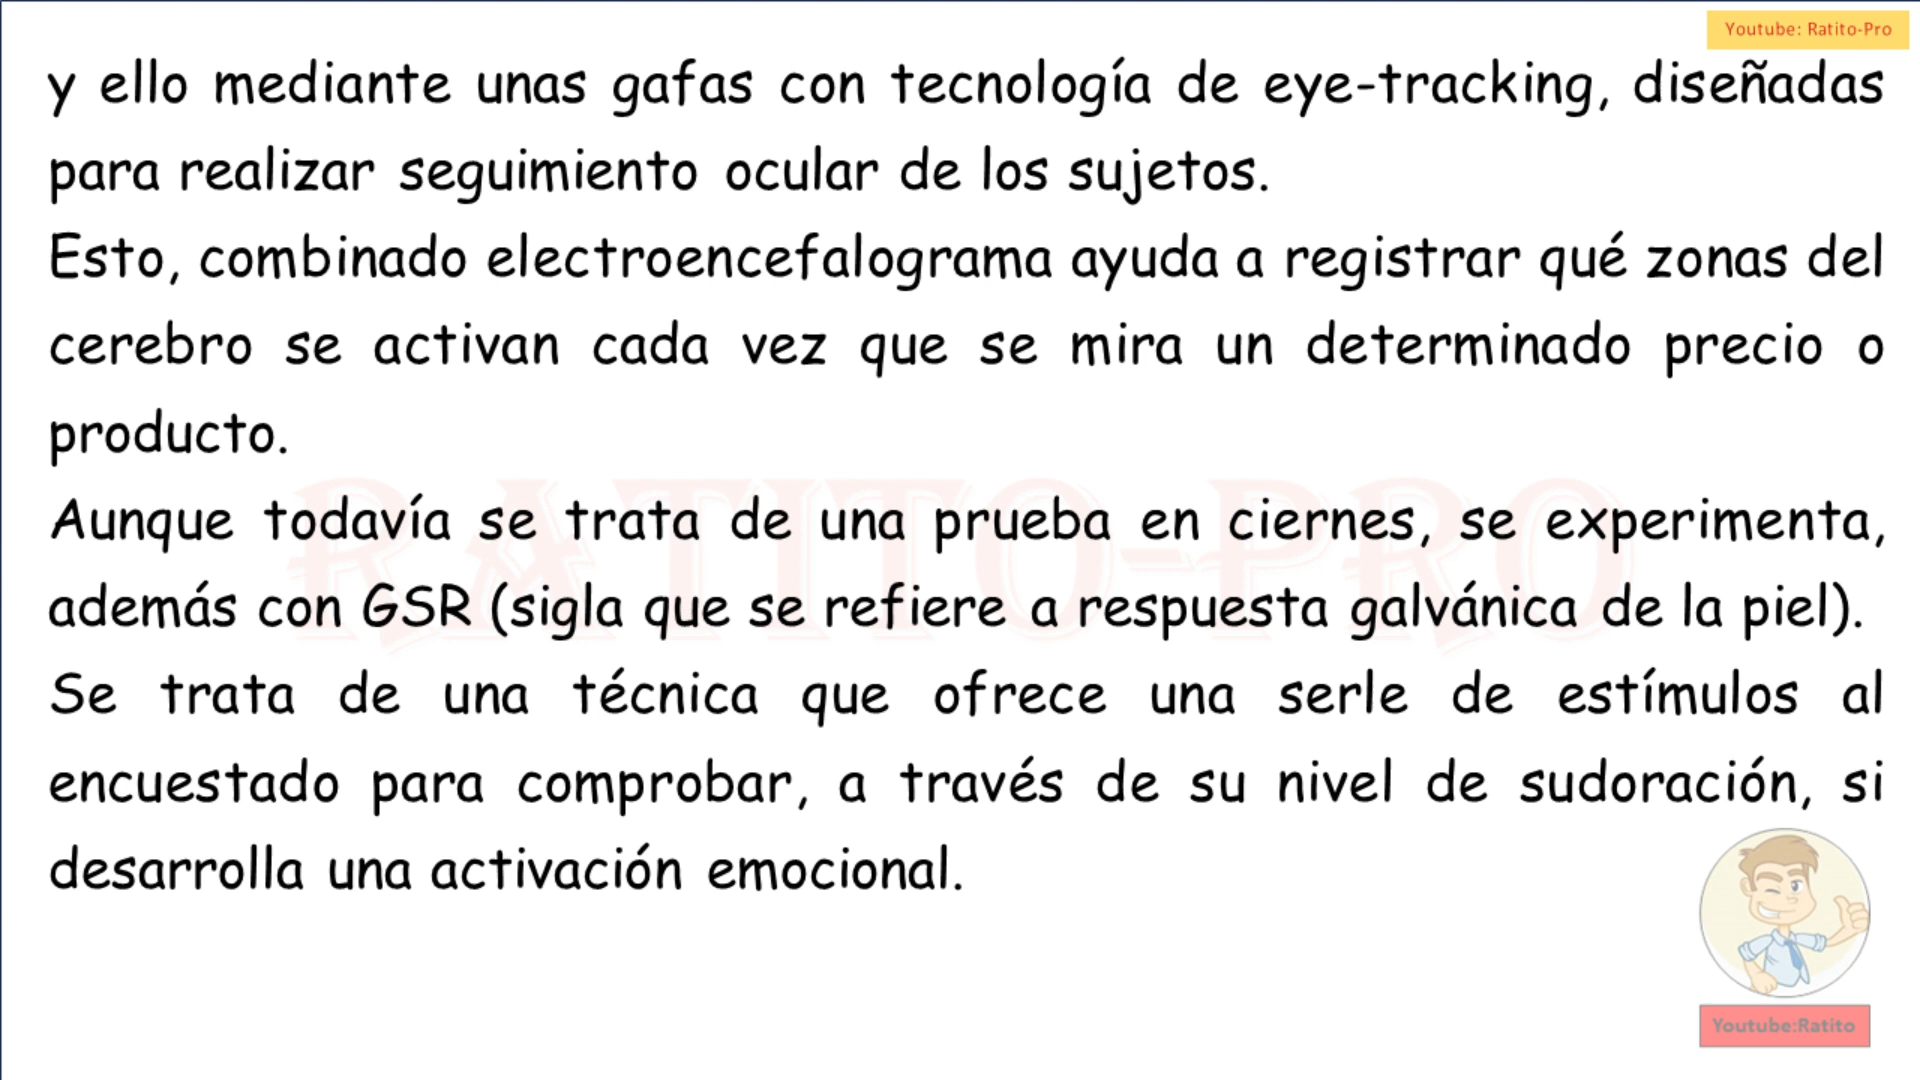 Youtube: Ratito-Pro
y ello mediante unas gafas con tecnología de eye-tracking, diseñadas
para realizar seguimiento ocular de los sujetos.
Esto, combinado electroencefalograma ayuda a registrar qué zonas del
cerebro se activan cada vez que se mira un determinado precio o
producto.
RATITO-PRO
Aunque todavía se trata de una prueba en ciernes, se experimenta,
además con GSR (sigla que se refiere a respuesta galvánica de la piel).
Se trata de una técnica que ofrece una serle de estímulos al
encuestado para comprobar, a través de su nivel de sudoración, si
desarrolla una activación emocional.
Youtube:Ratito